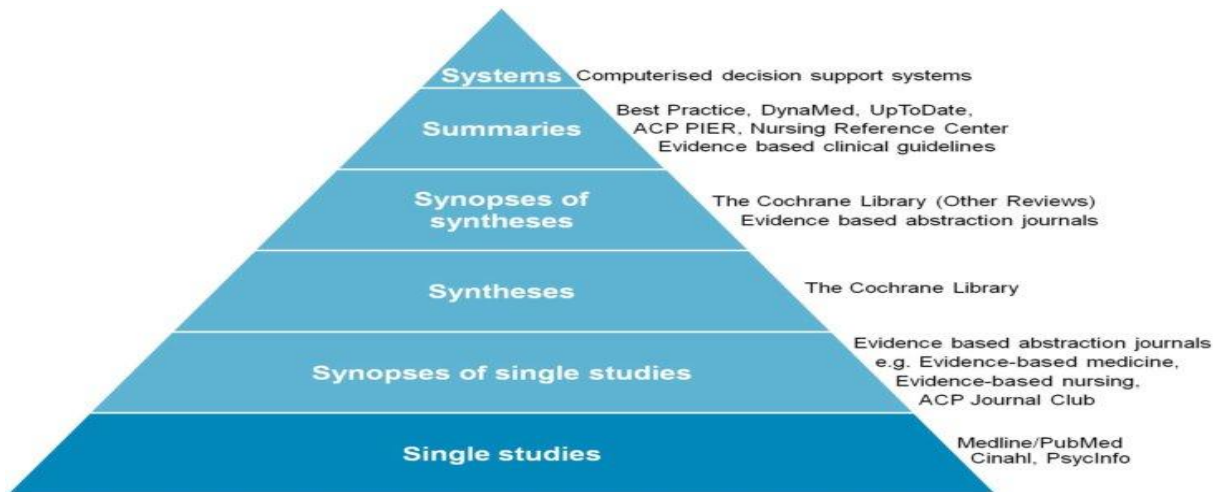 Systems
Computerised decision support systems
Summaries
Best Practice, DynaMed, UpToDate,
ACP PIER, Nursing Reference Center
Evidence based clinical guidelines
Synopses of
syntheses
The Cochrane Library (Other Reviews)
Evidence based abstraction journals
Syntheses
The Cochrane Library
Synopses of single studies
Evidence based abstraction journals
e.g. Evidence-based medicine,
Evidence-based nursing,
ACP Journal Club
Single studies
Medline/PubMed
Cinahl, PsycInfo